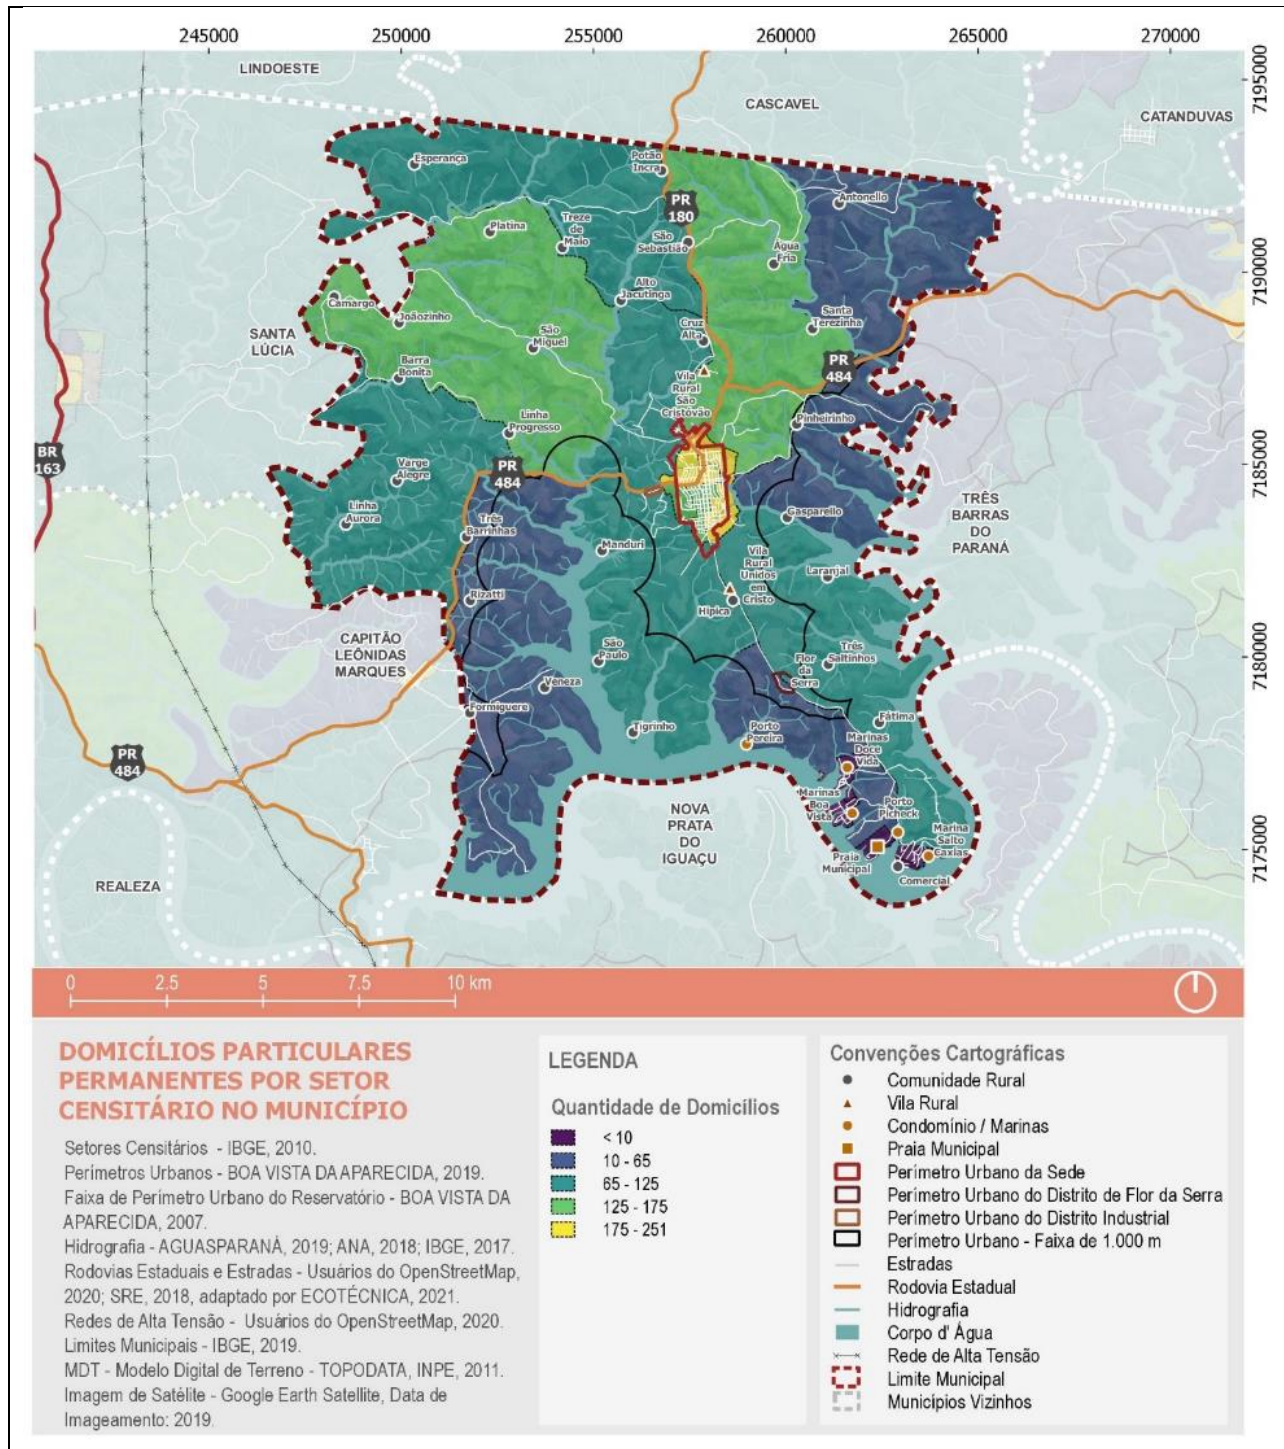 245000 250000 255000 260000 265000 270000
7195000
7190000
7185000
7180000
7175000
LINDOESTE
CASCAVEL
CATANDUVAS
Esperança
Potão
Incra
PR
180
Antonello
Platina
Treze
de
Maio
São
Sebastião
Água
Fria
Alto
Jacutinga
Camargo
Joãozinho
SANTA
LÚCIA
São
Miguel
Cruz
Alta
Santa
Terezinha
PR
484
Barra
Bonita
Vila
Rural
São
Cristóvão
Linha
Progresso
Pinheirinho
BR
163
PR
484
Varge
Alegre
Linha
Aurora
Três
Barrinhas
Gasparello
TRÊS
BARRAS
DO
PARANÁ
Manduri
Vila
Rural
Unidos
em
Cristo
Laranjal
Rizatti
Hípica
CAPITÃO
LEÔNIDAS
MARQUES
São
Paulo
Flor
da
Serra
Três
Saltinhos
Veneza
Formiguere
Tigrinho
Porto
Pereira
Fátima
Marinas
Doce
Vida
PR
484
Marinas
Boa
Vista
Porto
Picheck
NOVA
PRATA
DO
IGUAÇU
Marina
Salto
Caxias
Praia
Municipal
Comercial
REALEZA
0 2.5 5 7.5 10 km
DOMICÍLIOS PARTICULARES
PERMANENTES POR SETOR
CENSITÁRIO NO MUNICÍPIO
Setores Censitários - IBGE, 2010.
Perímetros Urbanos - BOA VISTA DA APARECIDA, 2019.
Faixa de Perímetro Urbano do Reservatório - BOA VISTA DA
APARECIDA, 2007.
Hidrografia - AGUASPARANÁ, 2019; ANA, 2018; IBGE, 2017.
Rodovias Estaduais e Estradas - Usuários do OpenStreetMap,
2020; SRE, 2018, adaptado por ECOTÉCNICA, 2021.
Redes de Alta Tensão - Usuários do OpenStreetMap, 2020.
Limites Municipais - IBGE, 2019.
MDT - Modelo Digital de Terreno - TOPODATA, INPE, 2011.
Imagem de Satélite - Google Earth Satellite, Data de
Imageamento: 2019.
LEGENDA
Quantidade de Domicílios
< 10
10 - 65
65 - 125
125 - 175
175 - 251
Convenções Cartográficas
Comunidade Rural
Vila Rural
Condomínio / Marinas
Praia Municipal
Perímetro Urbano da Sede
Perímetro Urbano do Distrito de Flor da Serra
Perímetro Urbano do Distrito Industrial
Perímetro Urbano - Faixa de 1.000 m
Estradas
Rodovia Estadual
Hidrografia
Corpo d' Água
Rede de Alta Tensão
Limite Municipal
Municípios Vizinhos